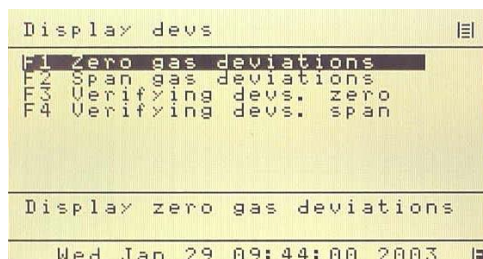 Display devs
F1 Zero gas deviations
F2 Span gas deviations
F3 Verifying devs. zero
F4 Verifying devs. span
Display zero gas deviations
Wed Jan 29 09:44:00 2003